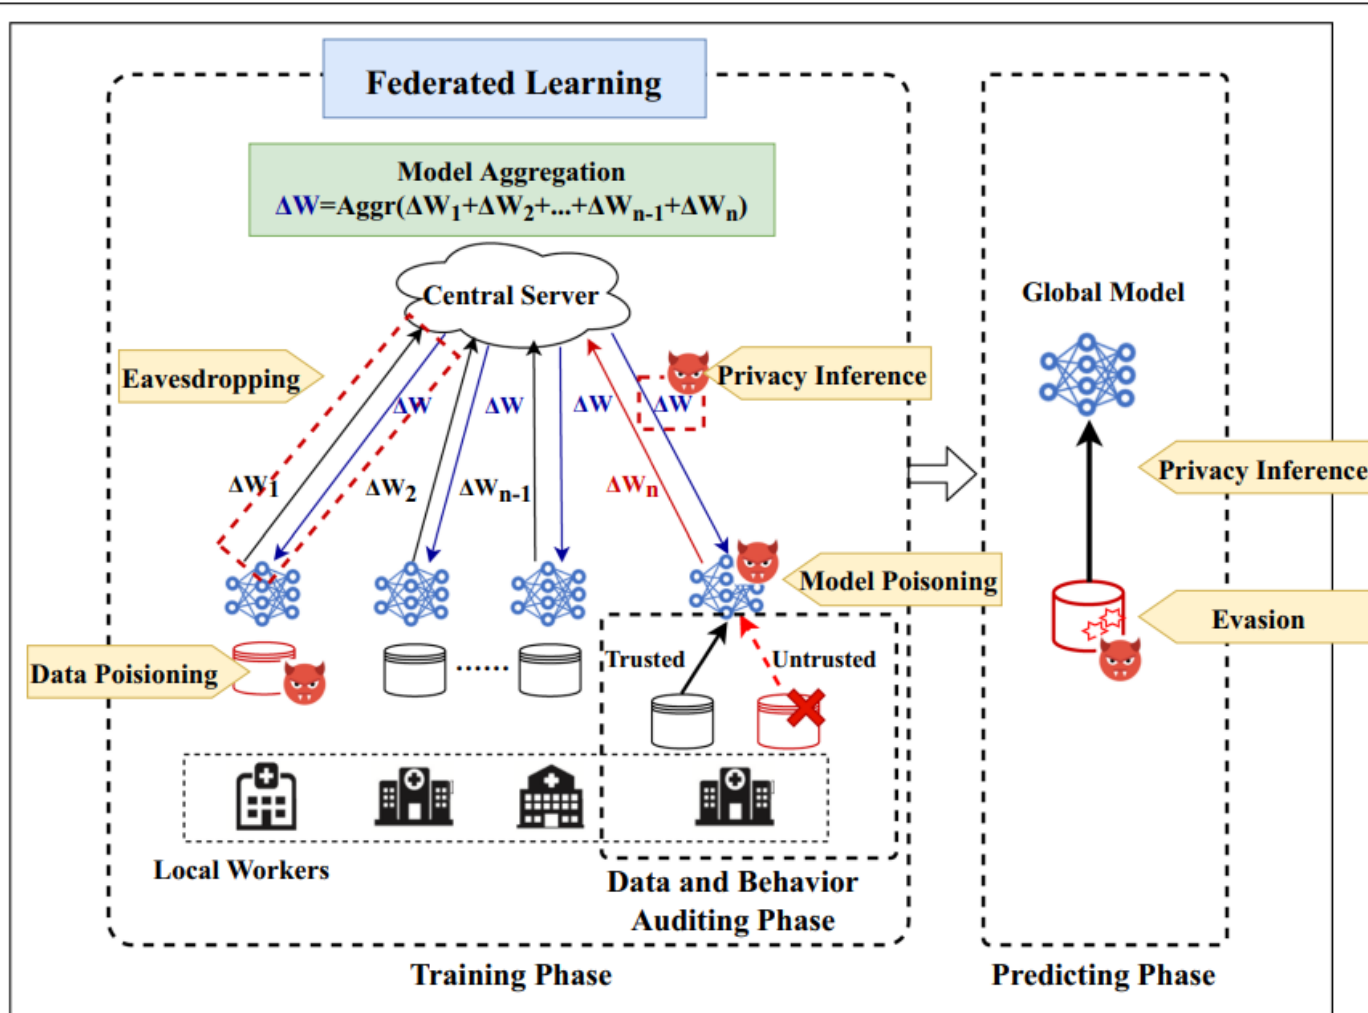 Federated Learning
Model Aggregation
ΔW=Aggr(ΔW1+ΔW2+...+ΔWn-1+ΔWn)
Central Server
Global Model
Eavesdropping
Privacy Inference
ΔW
ΔW
ΔW
ΔW
ΔW1
ΔW2
ΔWn-1
ΔWn
Privacy Inference
Model Poisoning
Evasion
Data Poisioning
......
Trusted
Untrusted
Local Workers
Data and Behavior
Auditing Phase
Training Phase
Predicting Phase